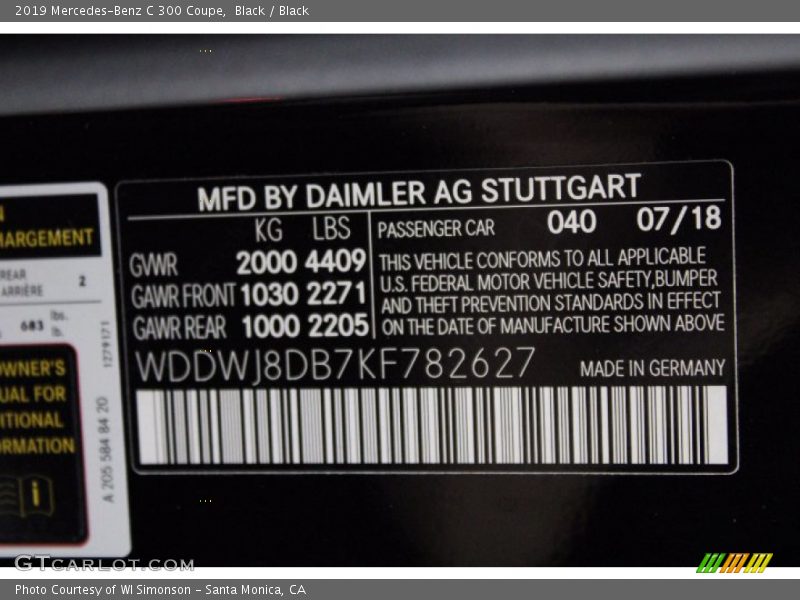 2019 Mercedes-Benz C 300 Coupe, Black / Black
MFD BY DAIMLER AG STUTTGART
KG LBS
GVWR 2000 4409
GAWR FRONT 1030 2271
GAWR REAR 1000 2205
PASSENGER CAR 040 07/18
THIS VEHICLE CONFORMS TO ALL APPLICABLE
U.S. FEDERAL MOTOR VEHICLE SAFETY,BUMPER
AND THEFT PREVENTION STANDARDS IN EFFECT
ON THE DATE OF MANUFACTURE SHOWN ABOVE
WDDWJ8DB7KF782627 MADE IN GERMANY
HARGEMENT
REAR
ARRIÈRE 2
683 lbs.
lb.
OWNER'S
UAL FOR
ITIONAL
ORMATION
i
1279171
A 205 584 84 20
GTCARLOT.COM
Photo Courtesy of WI Simonson - Santa Monica, CA